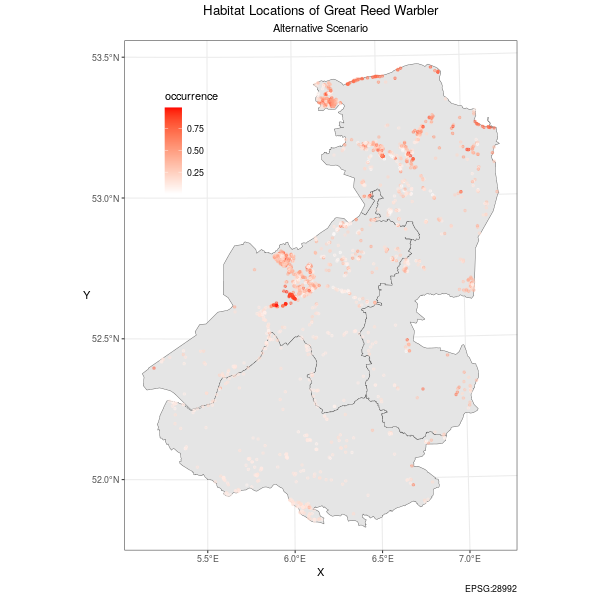 Habitat Locations of Great Reed Warbler
Alternative Scenario
53.5°N
53.0°N
52.5°N
52.0°N
Y
occurrence
0.75
0.50
0.25
5.5°E 6.0°E 6.5°E 7.0°E
X
EPSG:28992